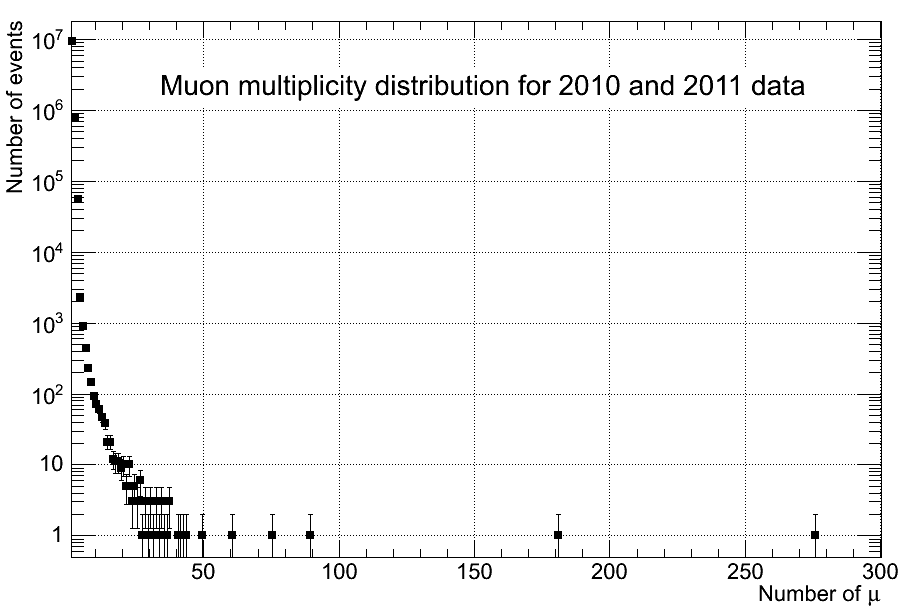 Number of events
Muon multiplicity distribution for 2010 and 2011 data
10⁷
10⁶
10⁵
10⁴
10³
10²
10
1
50 100 150 200 250 300
Number of μ